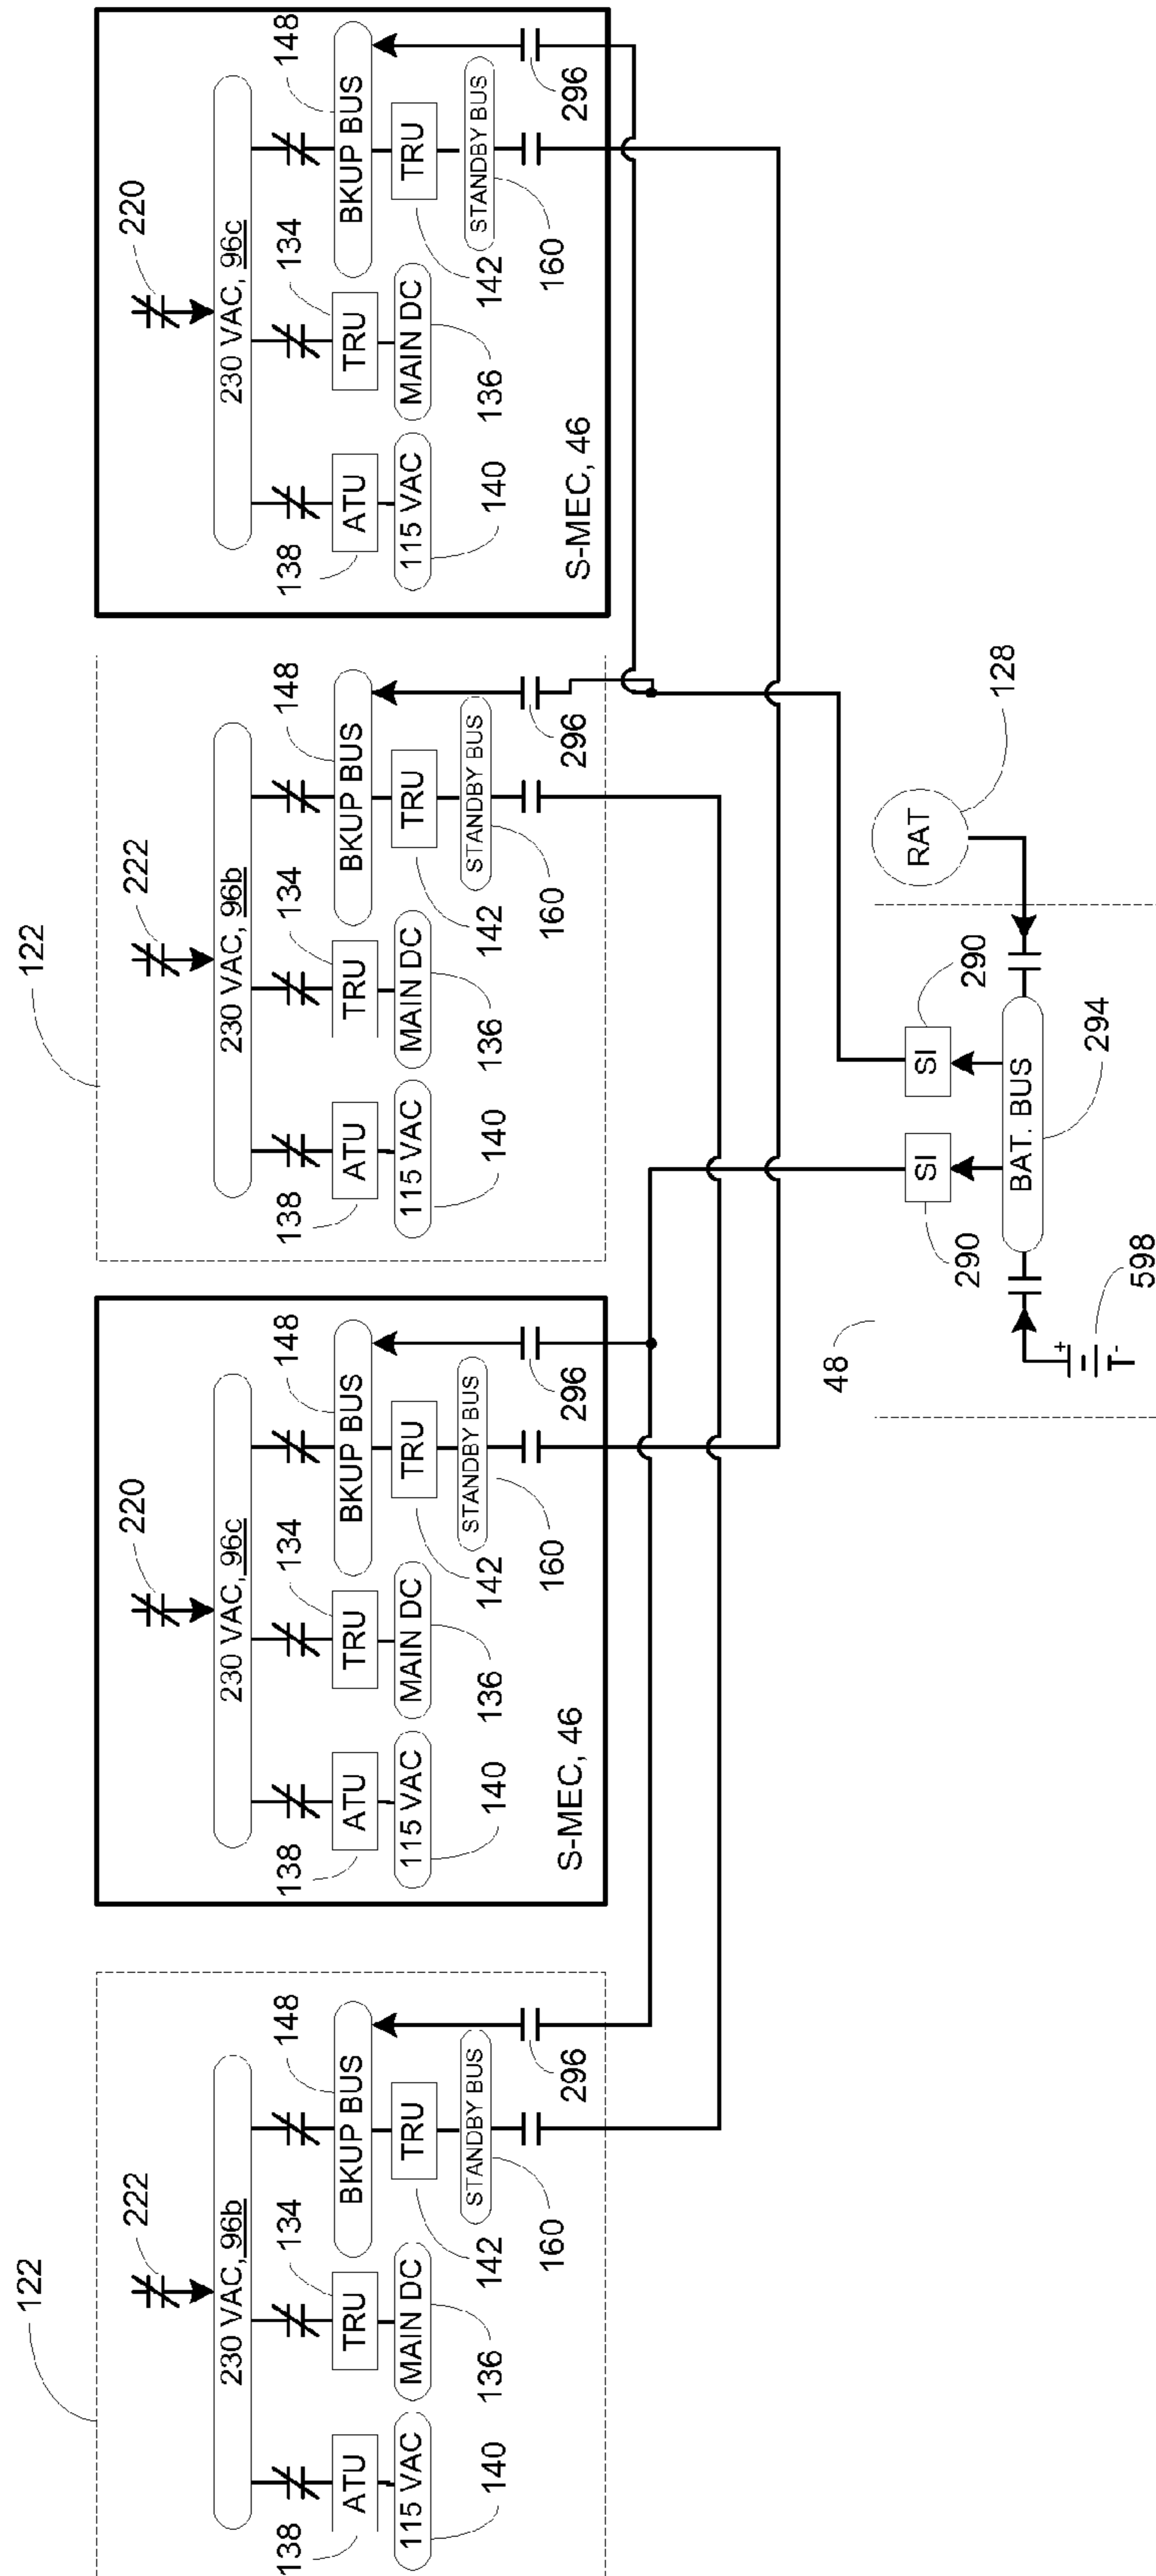 122
222
230 VAC, 96b
138
134
148
ATU
TRU
BKUP BUS
115 VAC
MAIN DC
TRU
STANDBY BUS
140
136
142
160
296
220
230 VAC, 96c
138
134
148
ATU
TRU
BKUP BUS
115 VAC
MAIN DC
TRU
STANDBY BUS
140
136
142
160
296
S-MEC, 46
122
222
230 VAC, 96b
138
134
148
ATU
TRU
BKUP BUS
115 VAC
MAIN DC
TRU
STANDBY BUS
140
136
142
160
296
220
230 VAC, 96c
138
134
148
ATU
TRU
BKUP BUS
115 VAC
MAIN DC
TRU
STANDBY BUS
140
136
142
160
296
S-MEC, 46
48
RAT
128
SI
SI
290
290
BAT. BUS
294
+
-
598